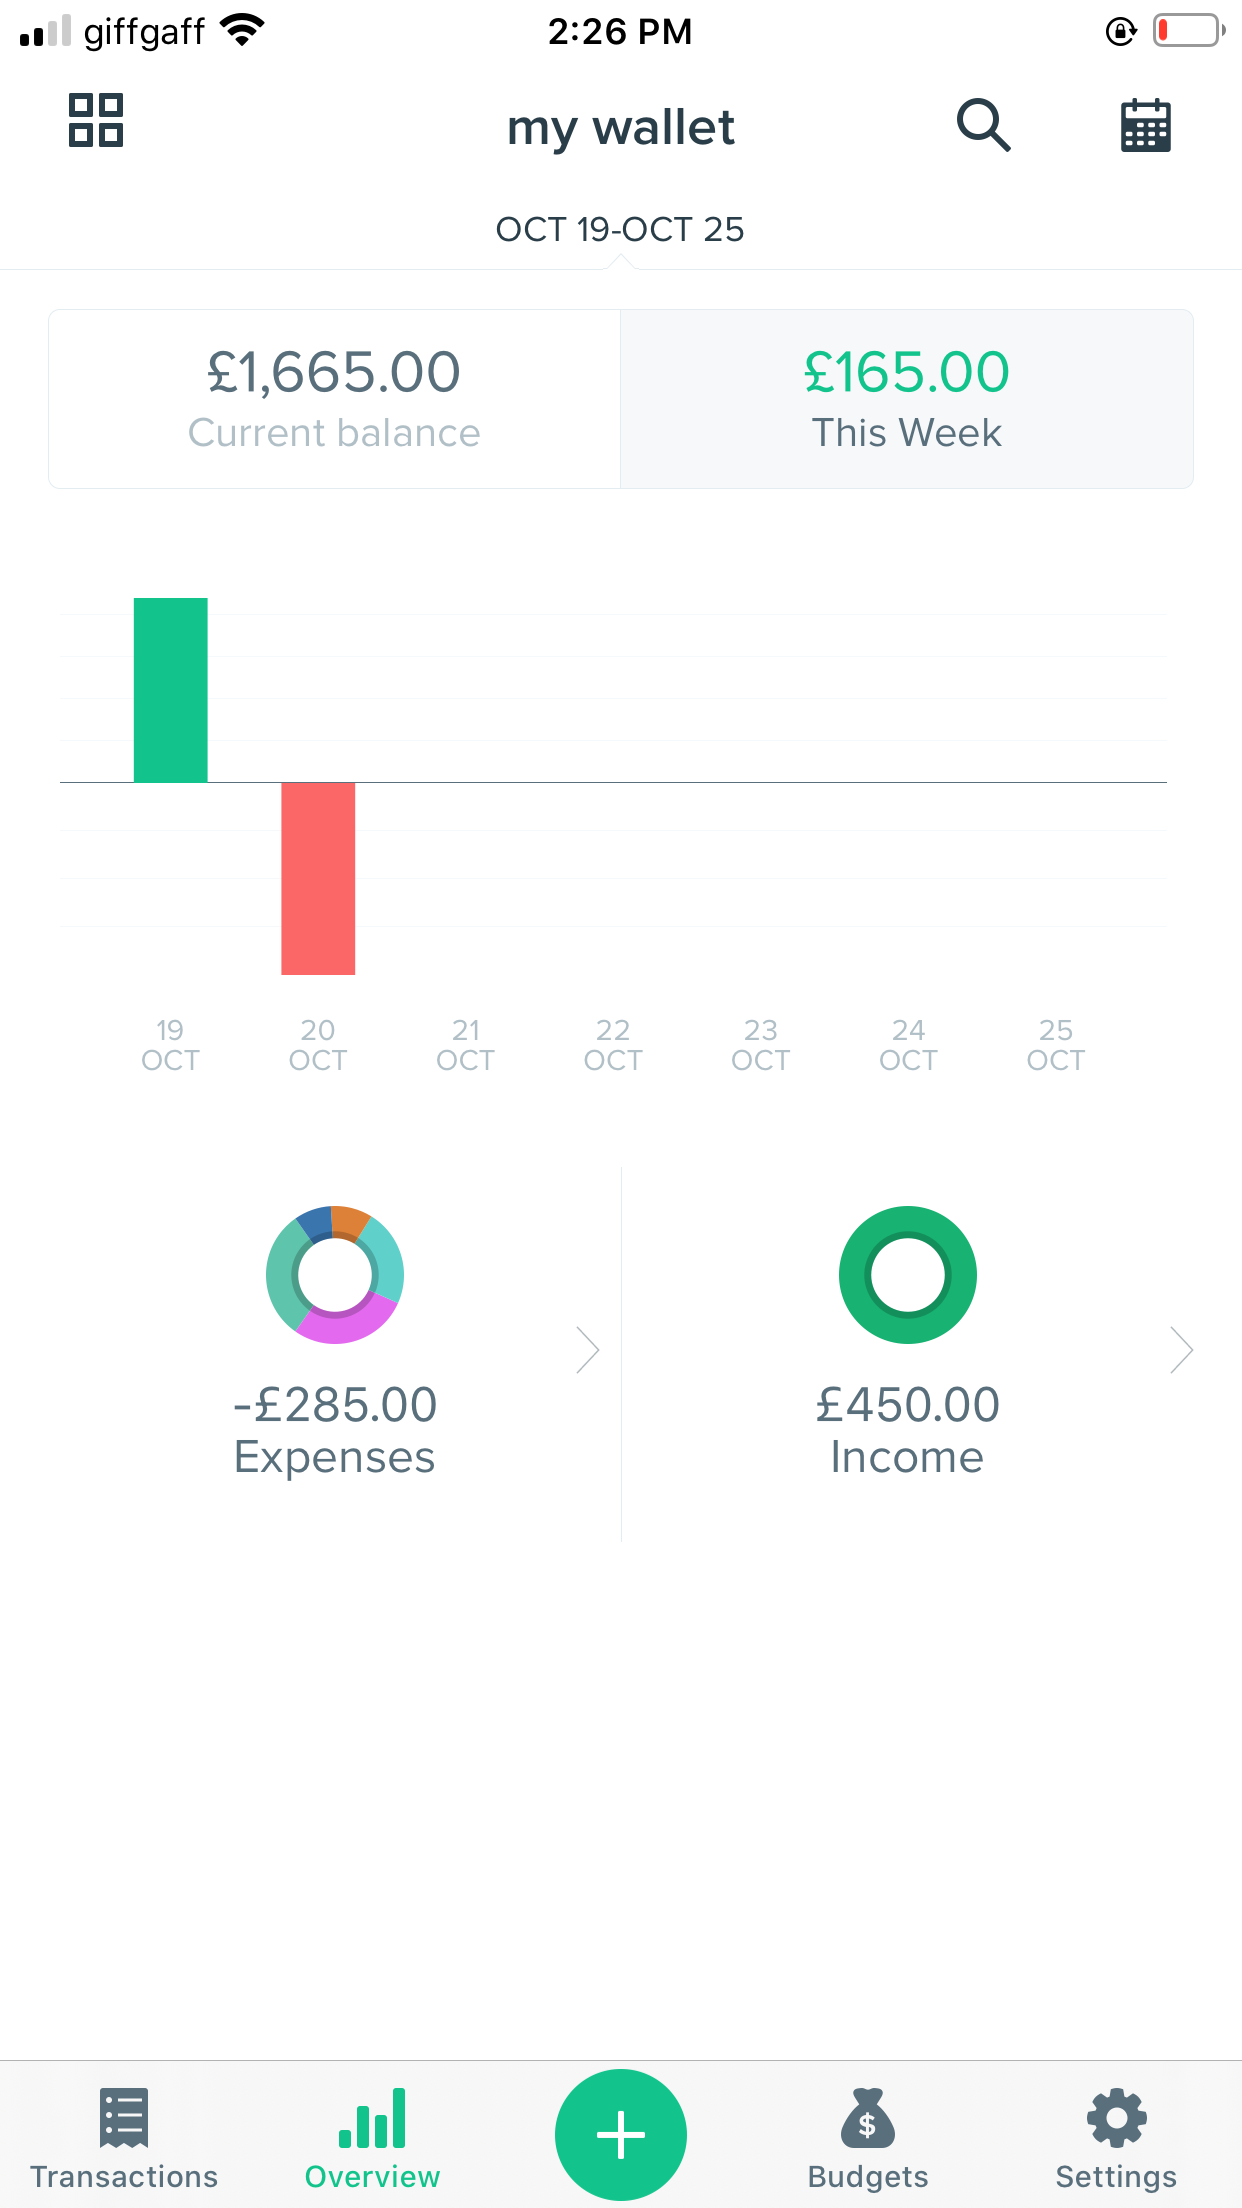 giffgaff 2:26 PM
my wallet
OCT 19-OCT 25
£1,665.00 £165.00
Current balance This Week
19 20 21 22 23 24 25
OCT OCT OCT OCT OCT OCT OCT
-£285.00 £450.00
Expenses Income
$
Transactions Overview Budgets Settings